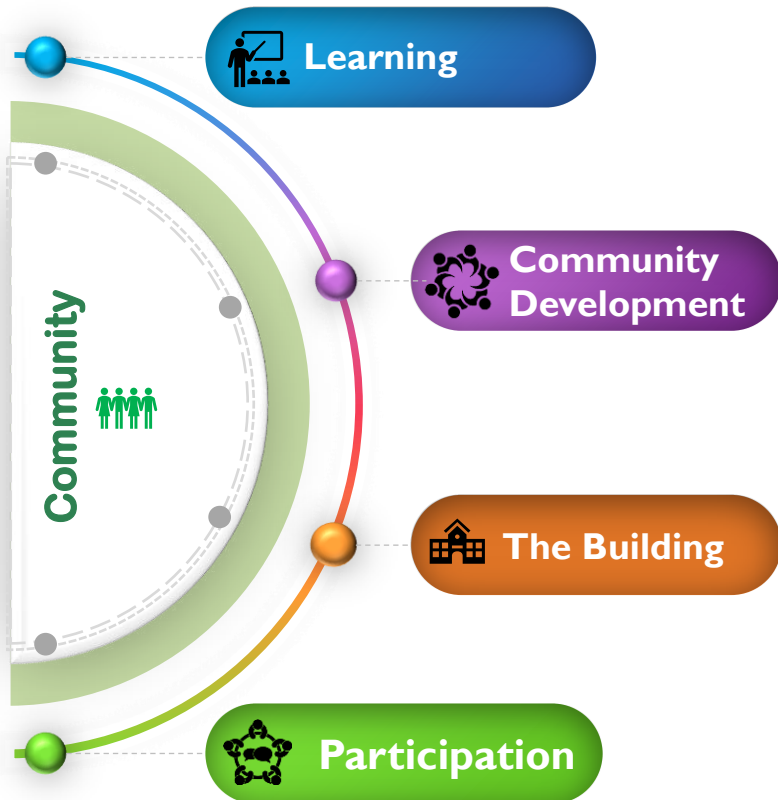 Learning
Community
Development
Community
The Building
Participation